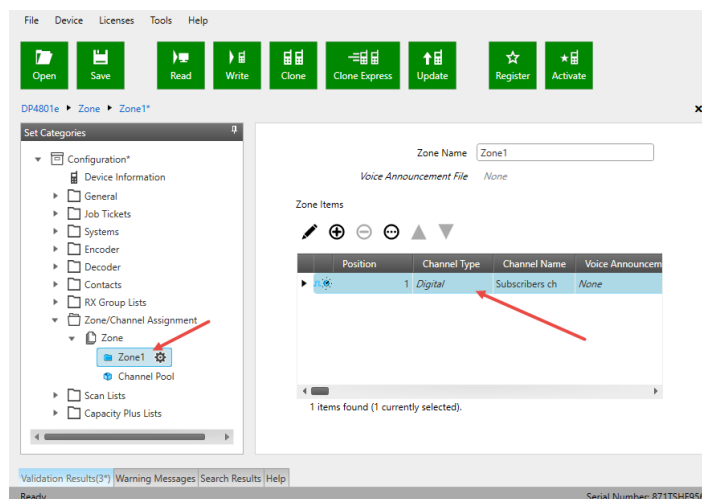 File Device Licenses Tools Help
Open Save Read Write Clone Clone Express Update Register Activate
DP4801e Zone Zone1*
Set Categories
Configuration*
Device Information
General
Job Tickets
Systems
Encoder
Decoder
Contacts
RX Group Lists
Zone/Channel Assignment
Zone
Zone1
Channel Pool
Scan Lists
Capacity Plus Lists
Zone Name Zone1
Voice Announcement File None
Zone Items
Position Channel Type Channel Name Voice Announcem
1 Digital Subscribers ch None
1 items found (1 currently selected).
Validation Results(3*) Warning Messages Search Results Help
Ready Serial Number: 871TSHF956